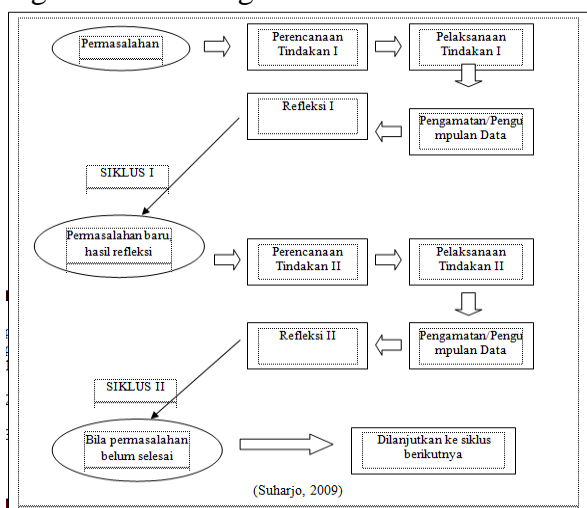 Permasalahan
Perencanaan
Tindakan I
Pelaksanaan
Tindakan I
Refleksi I
Pengamatan/Pengu
mpulan Data
SIKLUS I
Permasalahan baru,
hasil refleksi
Perencanaan
Tindakan II
Pelaksanaan
Tindakan II
Refleksi II
Pengamatan/Pengu
mpulan Data
SIKLUS II
Bila permasalahan
belum selesai
Dilanjutkan ke siklus
berikutnya
(Suharjo, 2009)